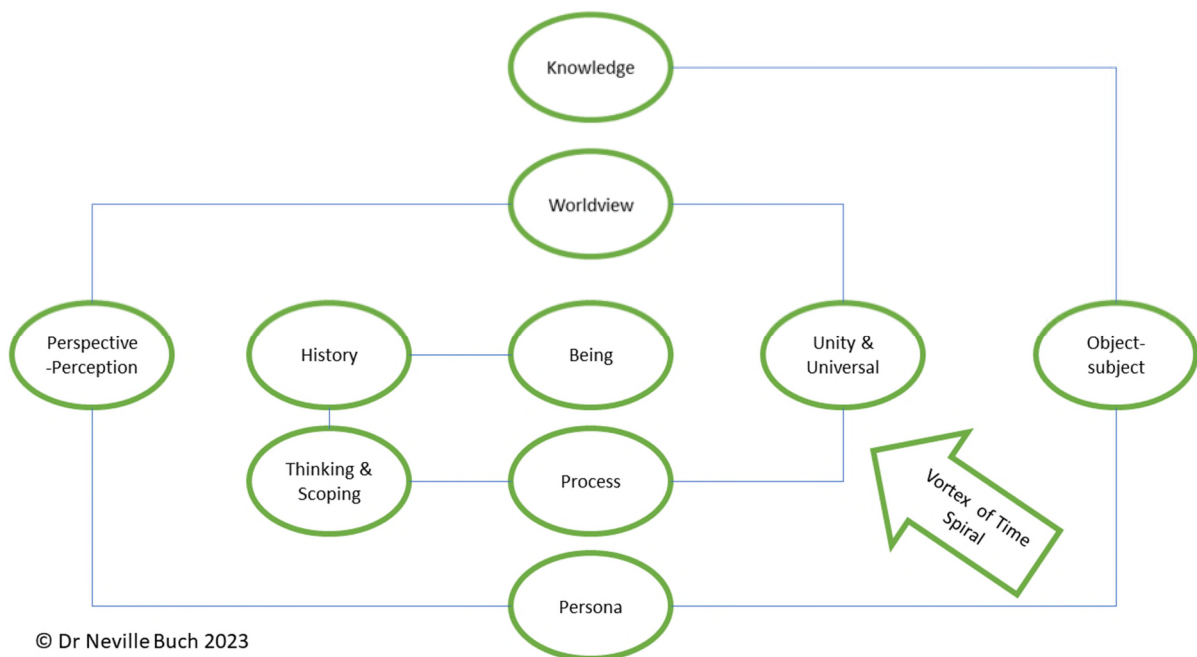 Knowledge
Worldview
Perspective
-Perception
History
Being
Unity &
Universal
Object-
subject
Thinking &
Scoping
Process
Vortex of Time
Spiral
Persona
© Dr Neville Buch 2023